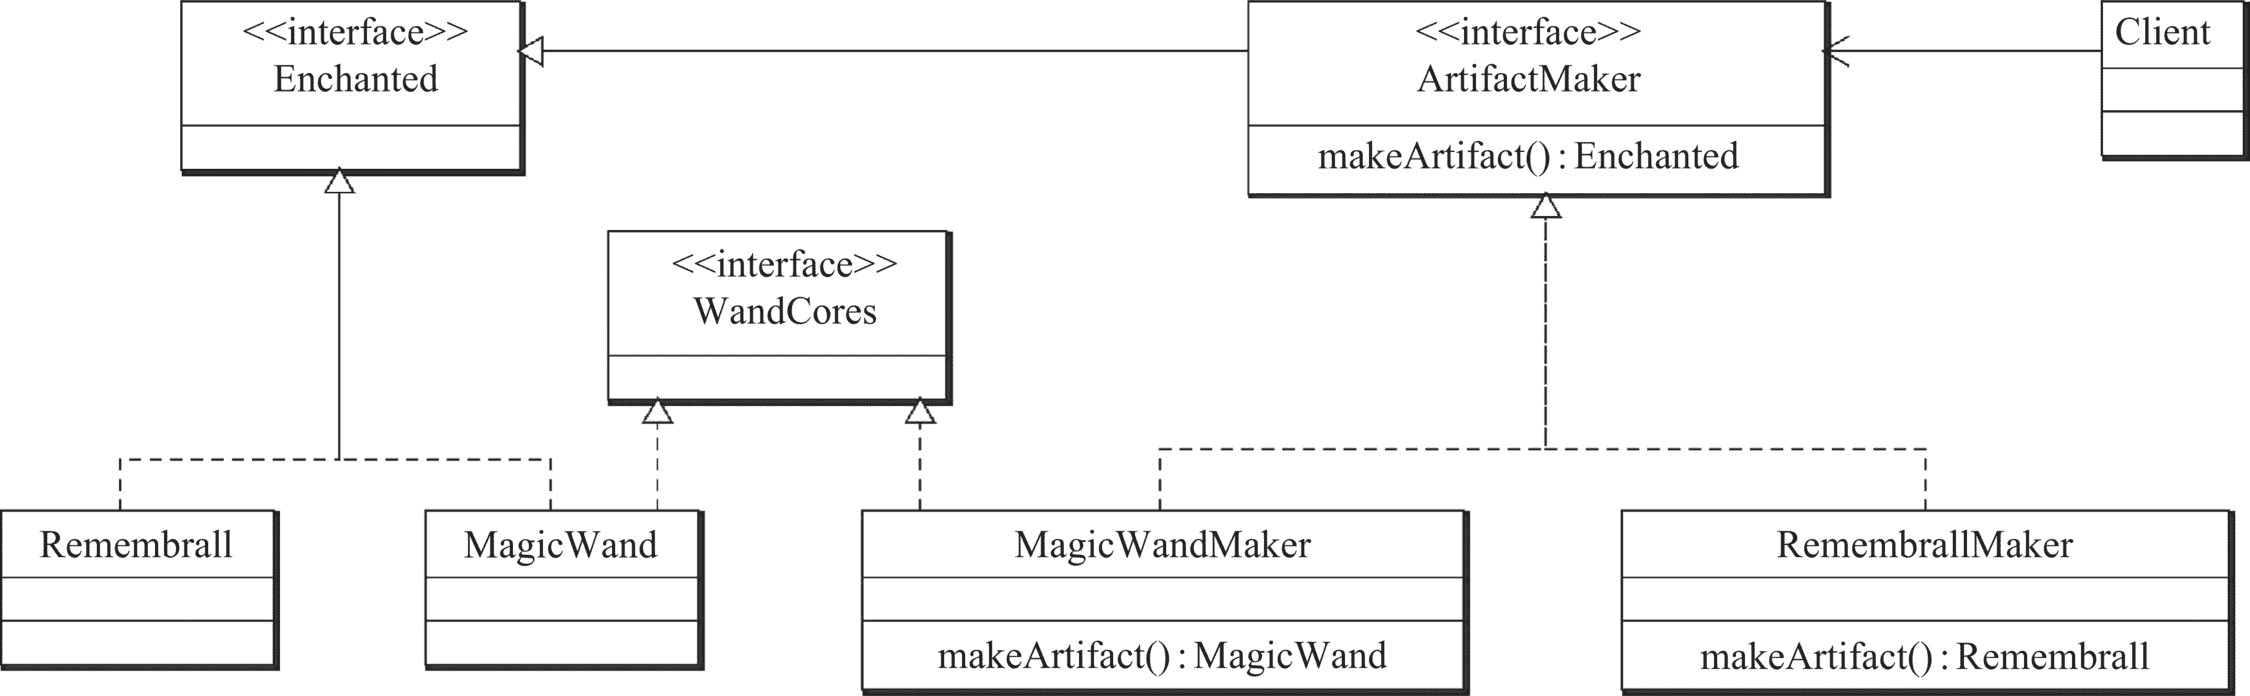 <<interface>>
Enchanted
<<interface>>
ArtifactMaker
makeArtifact() : Enchanted
Client
<<interface>>
WandCores
Remembrall
MagicWand
MagicWandMaker
makeArtifact() : MagicWand
RemembrallMaker
makeArtifact() : Remembrall